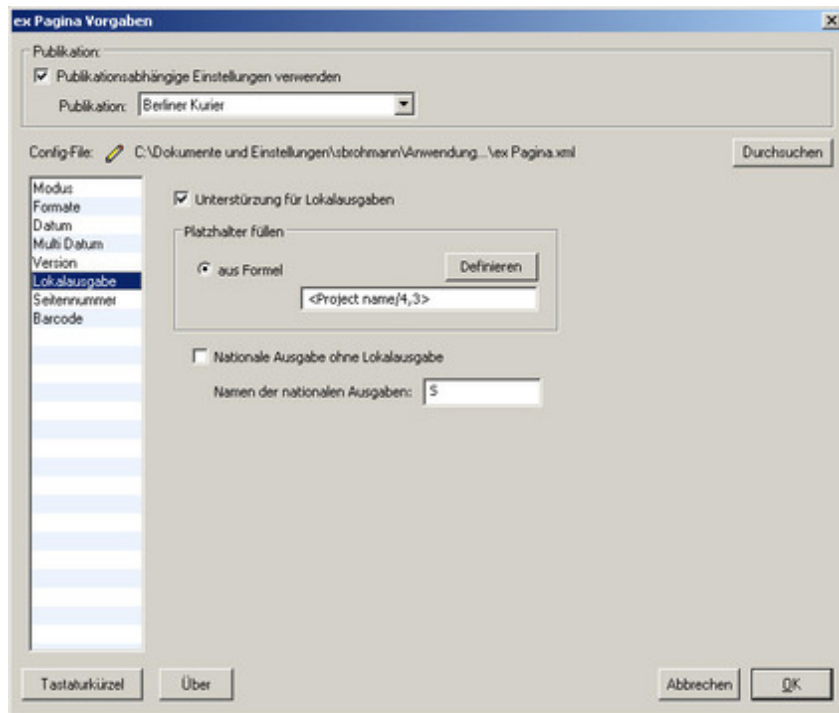 ex Pagina Vorgaben
Publikation:
Publikationsabhängige Einstellungen verwenden
Publikation: Berliner Kurier
Config-File: C:\Dokumente und Einstellungen\sbrohmann\Anwendung...\ex Pagina.xml Durchsuchen
Modus
Formate
Datum
Multi Datum
Version
Lokalausgabe
Seitennummer
Barcode
Unterstürzung für Lokalausgaben
Platzhalter füllen
aus Formel Definieren
<Project name/4,3>
Nationale Ausgabe ohne Lokalausgabe
Namen der nationalen Ausgaben: S
Tastaturkürzel Über Abbrechen OK